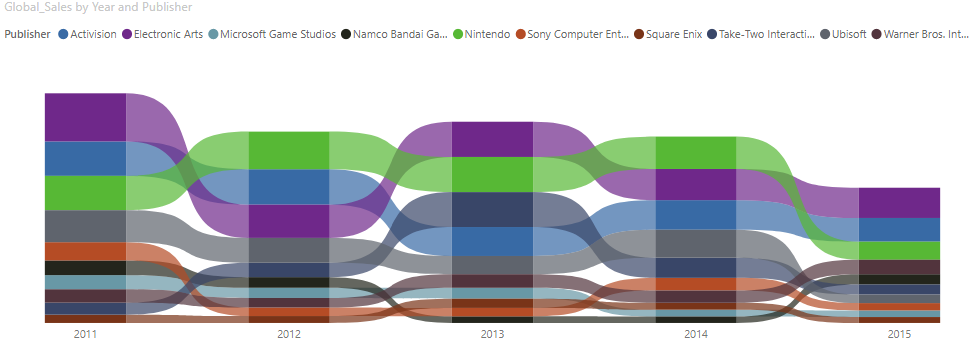 Global_Sales by Year and Publisher
Publisher Activision Electronic Arts Microsoft Game Studios Namco Bandai Ga... Nintendo Sony Computer Ent... Square Enix Take-Two Interacti... Ubisoft Warner Bros. Int...
2011 2012 2013 2014 2015